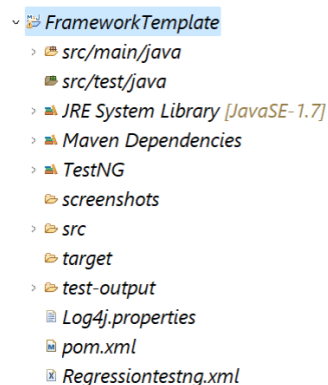 FrameworkTemplate
src/main/java
src/test/java
JRE System Library [JavaSE-1.7]
Maven Dependencies
TestNG
screenshots
src
target
test-output
Log4j.properties
pom.xml
Regressiontestng.xml